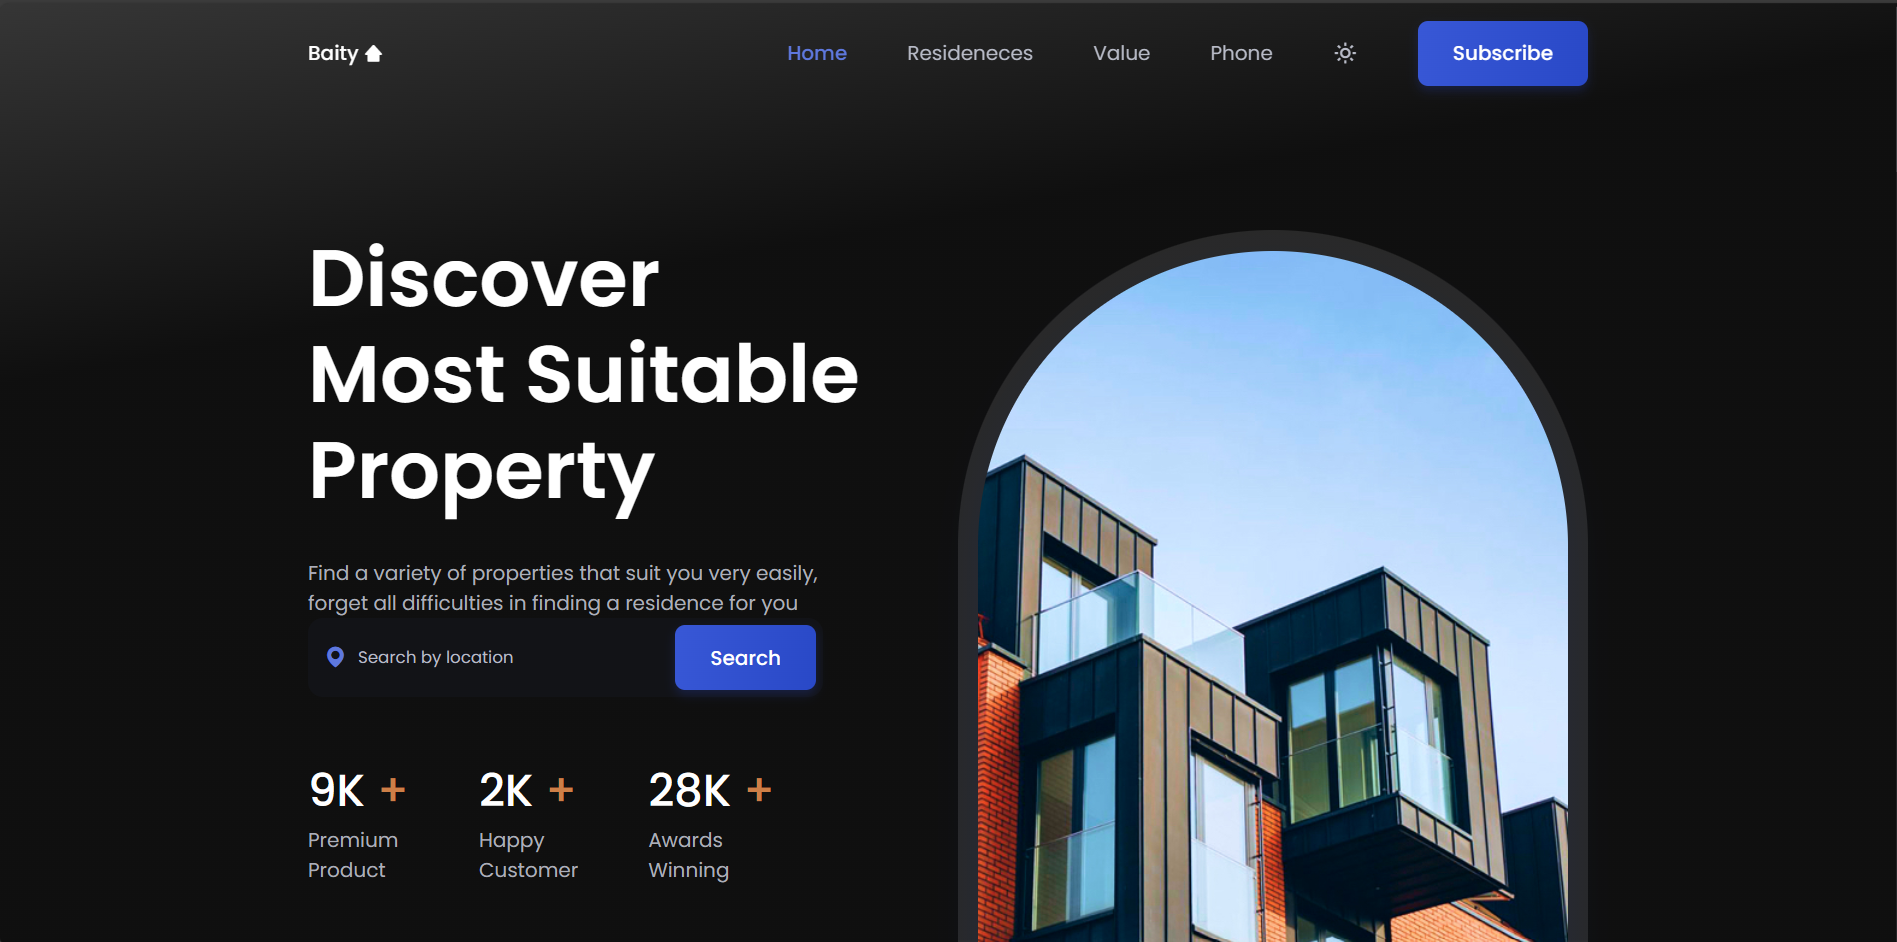 Baity
Home
Resideneces
Value
Phone
Subscribe
Discover
Most Suitable
Property
Find a variety of properties that suit you very easily,
forget all difficulties in finding a residence for you
Search by location
Search
9K +
2K +
28K +
Premium
Product
Happy
Customer
Awards
Winning